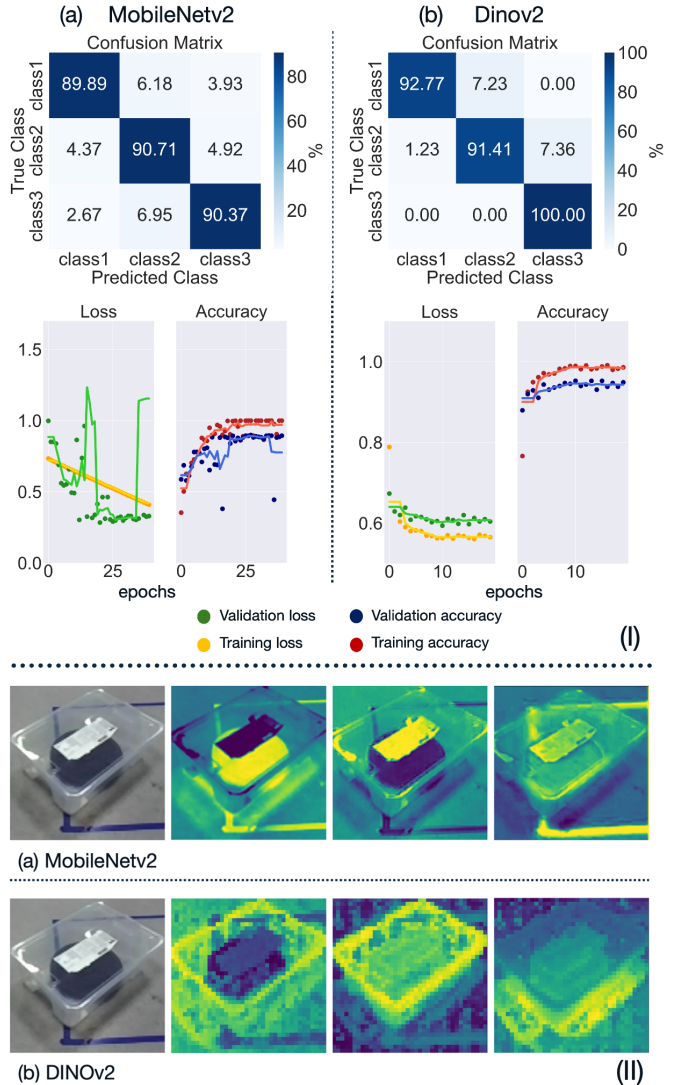 (a) MobileNetv2
(b) Dinov2
Confusion Matrix
True Class
class1
class2
class3
89.89 6.18 3.93
4.37 90.71 4.92
2.67 6.95 90.37
class1 class2 class3
Predicted Class
80
60
40
20
%
Confusion Matrix
True Class
class1
class2
class3
92.77 7.23 0.00
1.23 91.41 7.36
0.00 0.00 100.00
class1 class2 class3
Predicted Class
100
80
60
40
20
0
%
Loss Accuracy
1.5
1.0
0.5
0.0
0 25 0 25
epochs
Loss Accuracy
1.0
0.8
0.6
0 10 0 10
epochs
Validation loss Validation accuracy
Training loss Training accuracy
(I)
(a) MobileNetv2
(b) DINOv2
(II)